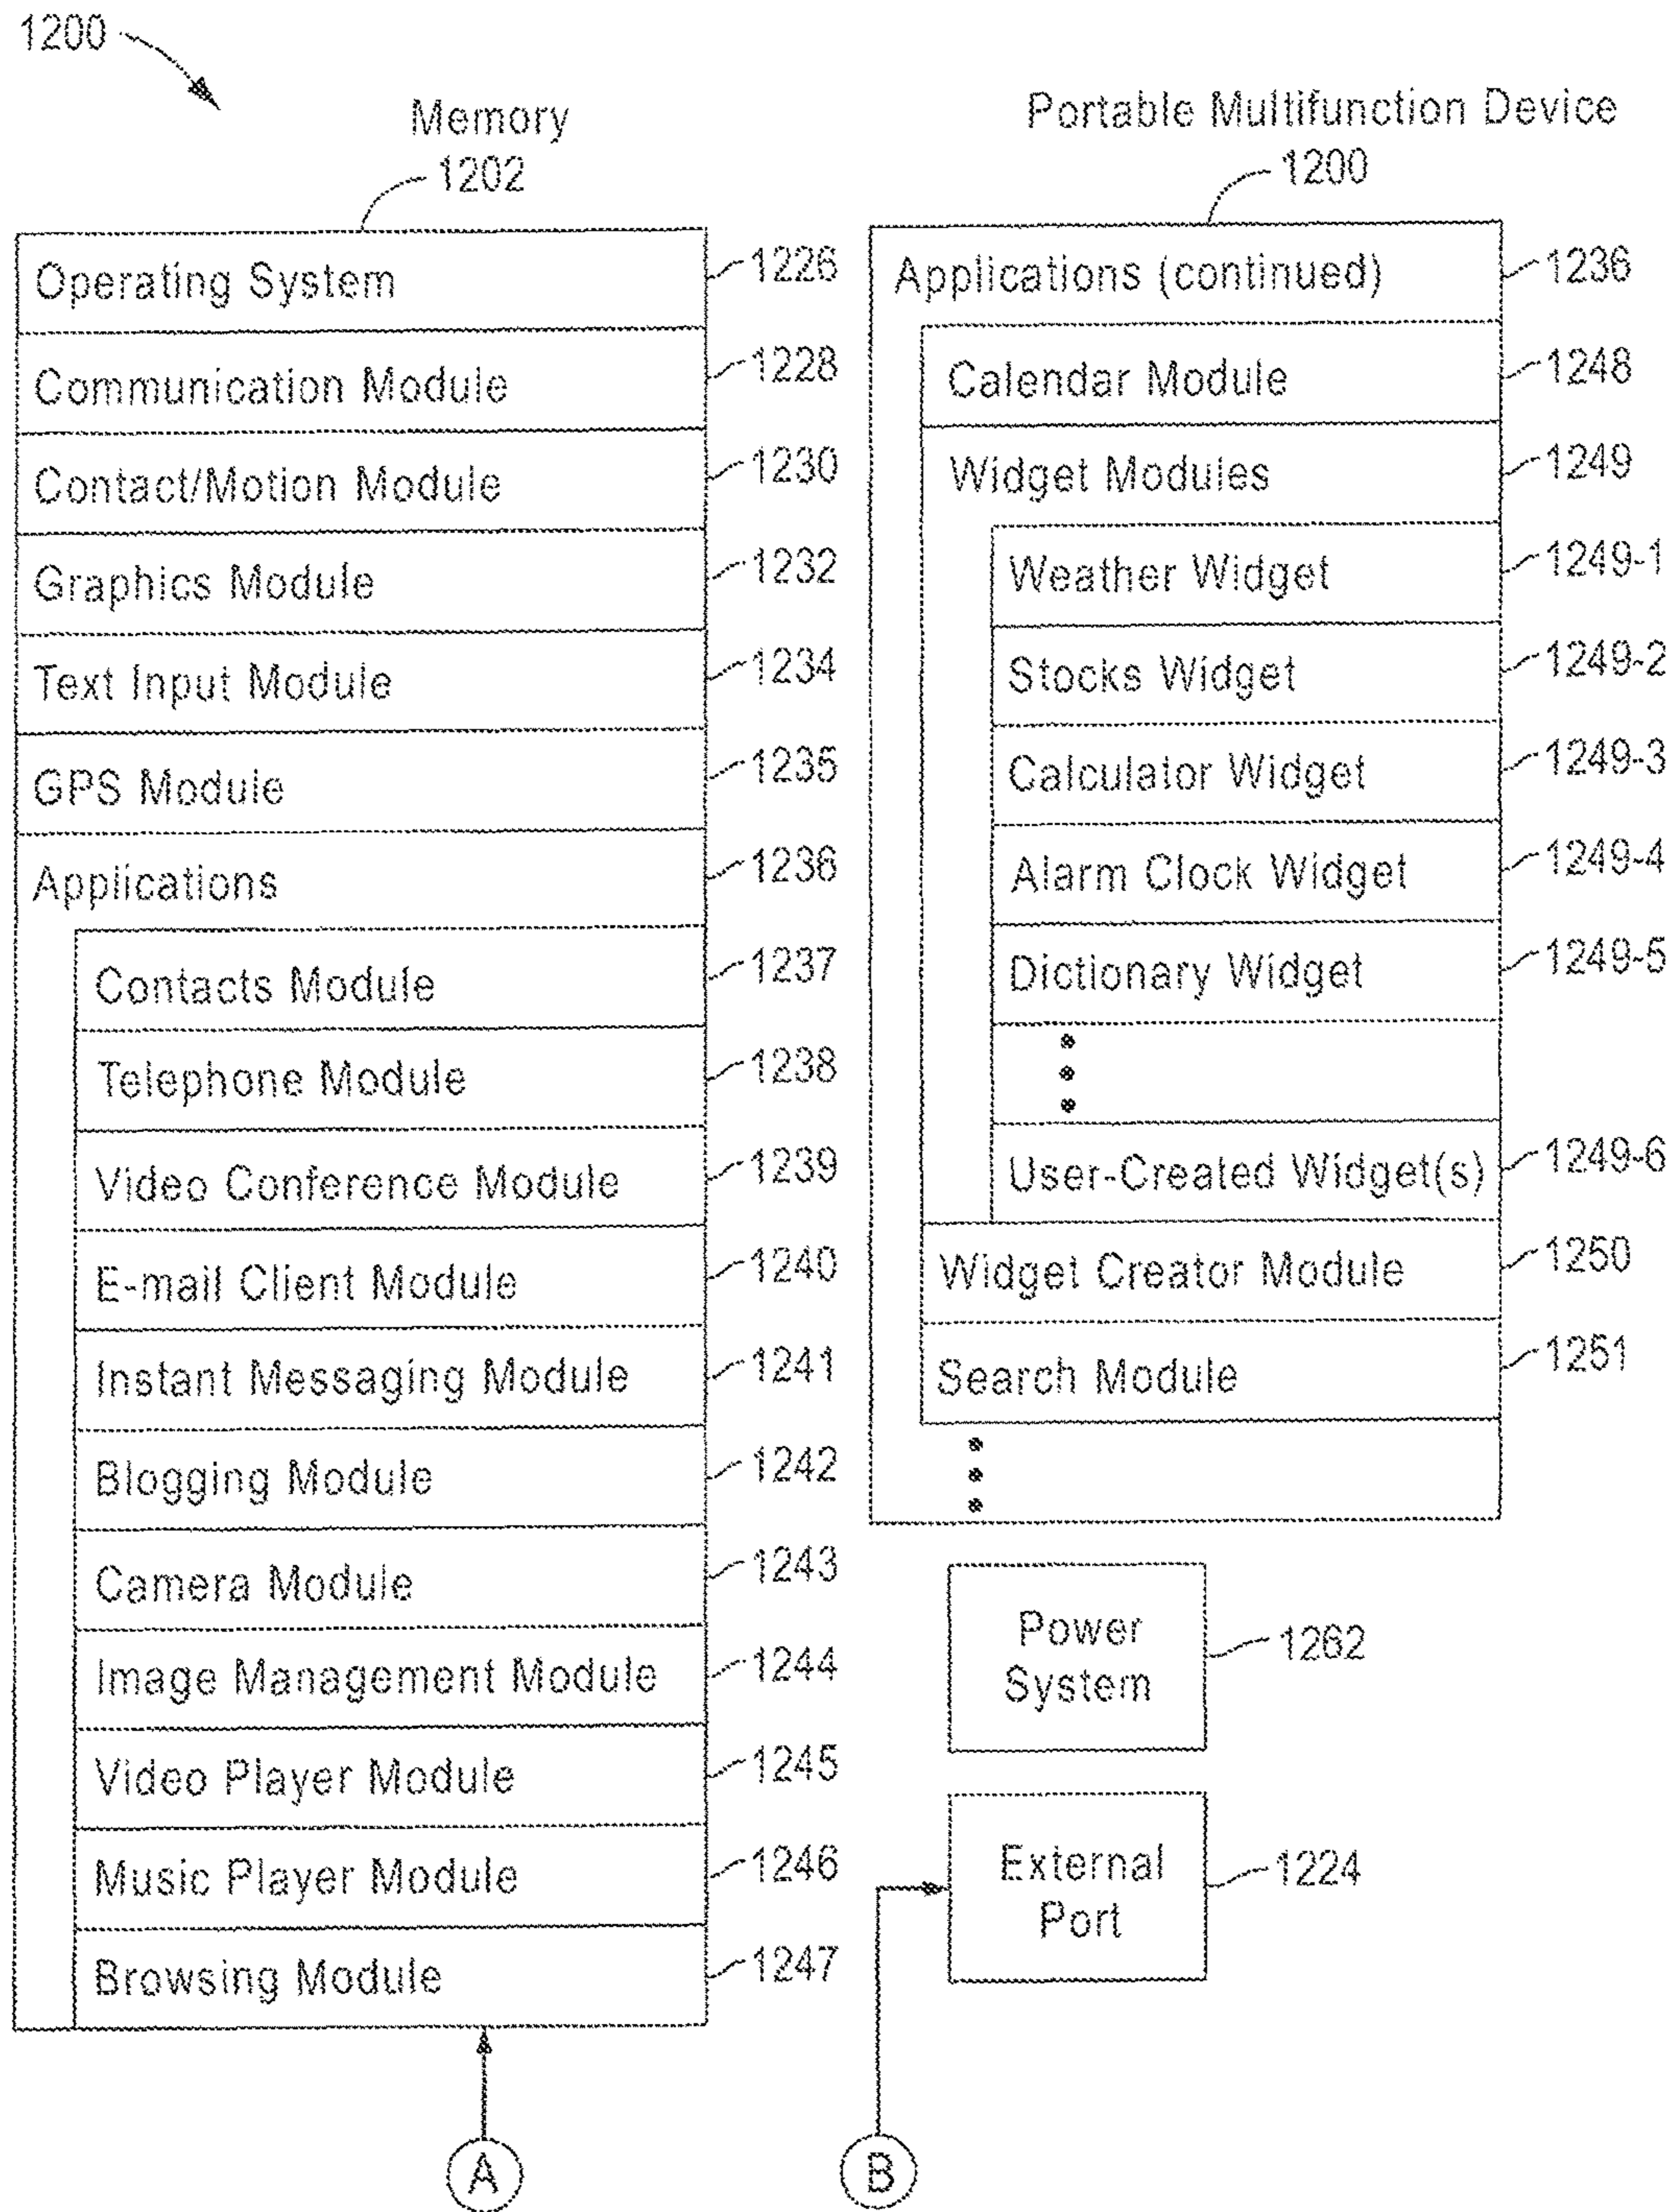 1200
Memory
1202
Operating System 1226
Communication Module 1228
Contact/Motion Module 1230
Graphics Module 1232
Text Input Module 1234
GPS Module 1235
Applications 1236
Contacts Module 1237
Telephone Module 1238
Video Conference Module 1239
E-mail Client Module 1240
Instant Messaging Module 1241
Blogging Module 1242
Camera Module 1243
Image Management Module 1244
Video Player Module 1245
Music Player Module 1246
Browsing Module 1247
A
Portable Multifunction Device
1200
Applications (continued) 1236
Calendar Module 1248
Widget Modules 1249
Weather Widget 1249-1
Stocks Widget 1249-2
Calculator Widget 1249-3
Alarm Clock Widget 1249-4
Dictionary Widget 1249-5
User-Created Widget(s) 1249-6
Widget Creator Module 1250
Search Module 1251
Power
System
1262
External
Port
1224
B